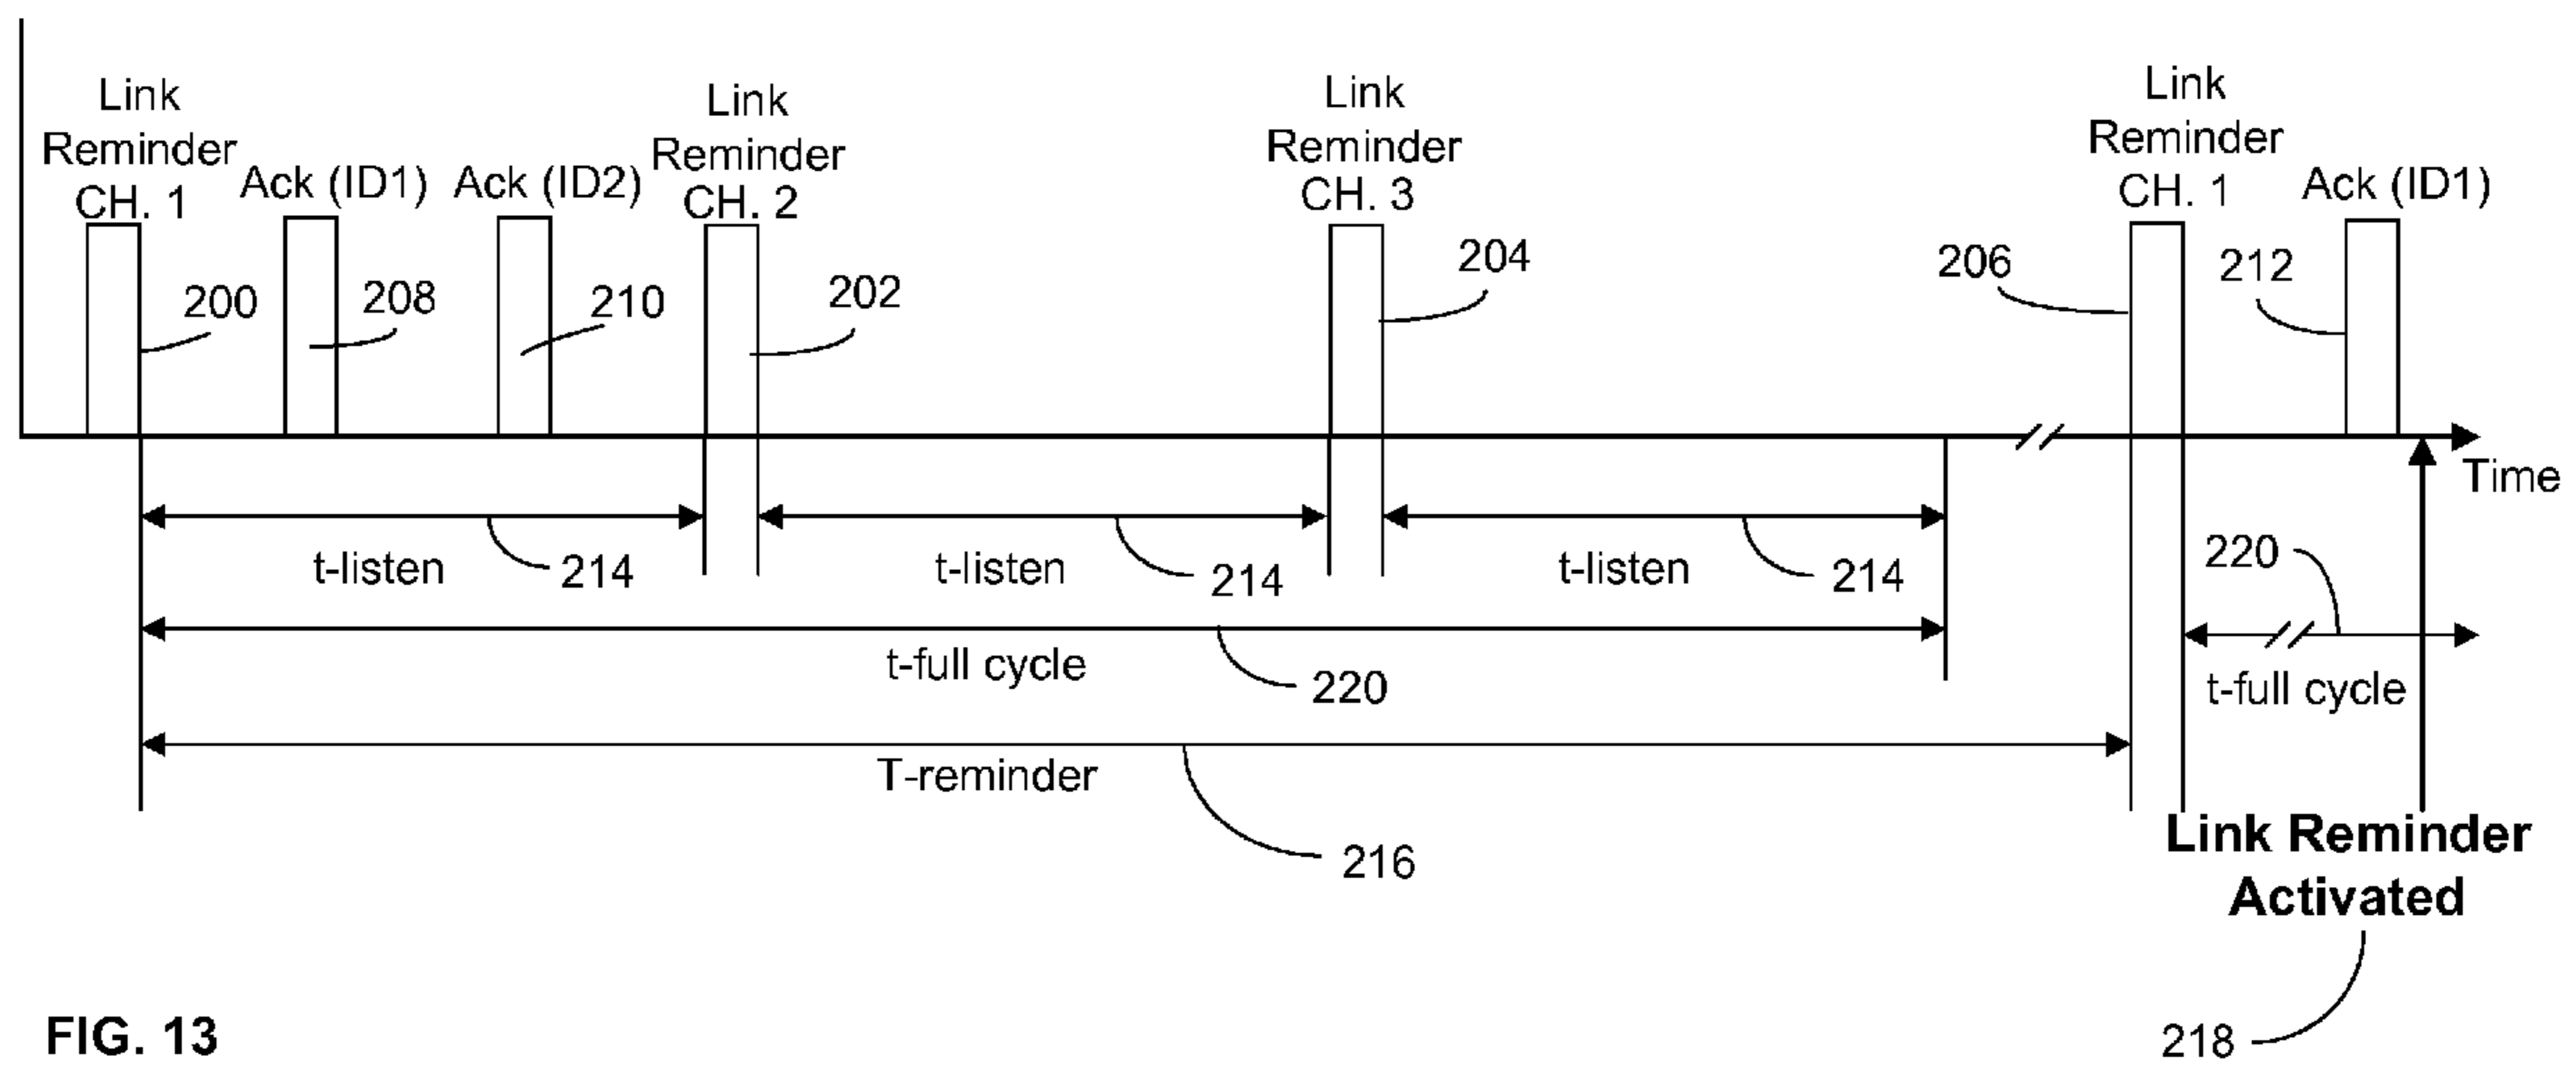 Link
Reminder
CH. 1
Ack (ID1)
Ack (ID2)
Link
Reminder
CH. 2
Link
Reminder
CH. 3
Link
Reminder
CH. 1
Ack (ID1)
200
208
210
202
204
206
212
Time
t-listen
214
t-listen
214
t-listen
214
220
t-full cycle
220
t-full cycle
T-reminder
216
Link Reminder
Activated
218
FIG. 13